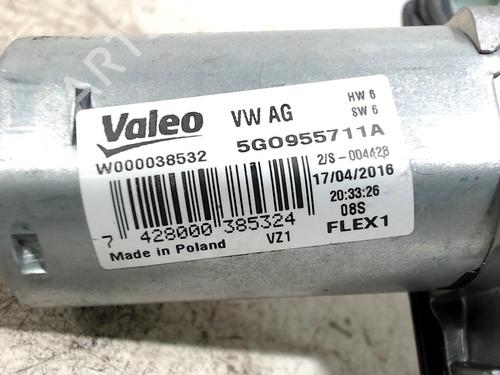 Valeo VW AG HW 6
SW 6
W000038532 5G0955711A
2/S-004428
17/04/2016
20:33:26
08S
7 428000 385324
Made in Poland VZ1 FLEX1